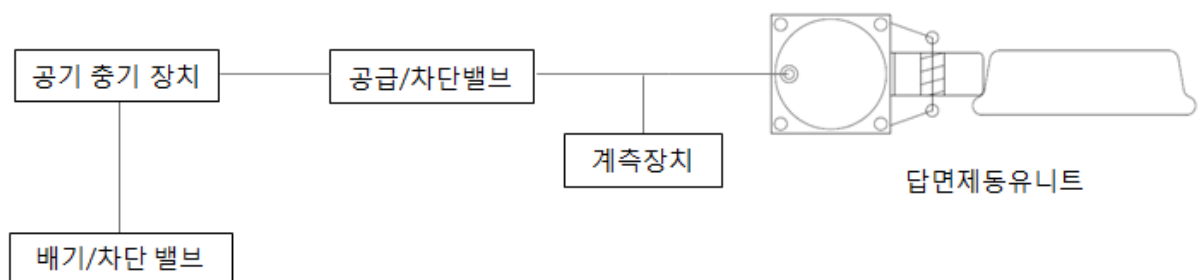 공기 충기 장치
공급/차단밸브
계측장치
답면제동유니트
배기/차단 밸브